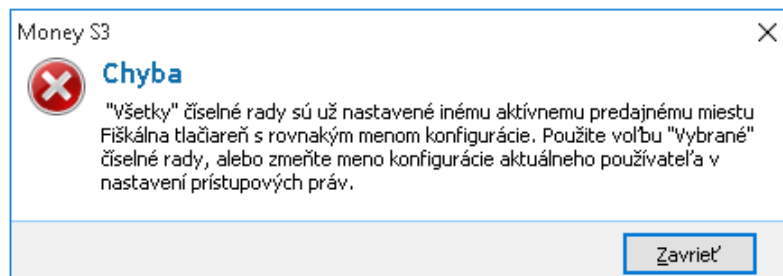 Money S3
Chyba
"Všetky" číselné rady sú už nastavené inému aktívnemu predajnému miestu
Fiškálna tlačiareň s rovnakým menom konfigurácie. Použite voľbu "Vybrané"
číselné rady, alebo zmeňte meno konfigurácie aktuálneho používateľa v
nastavení prístupových práv.
Zavrieť